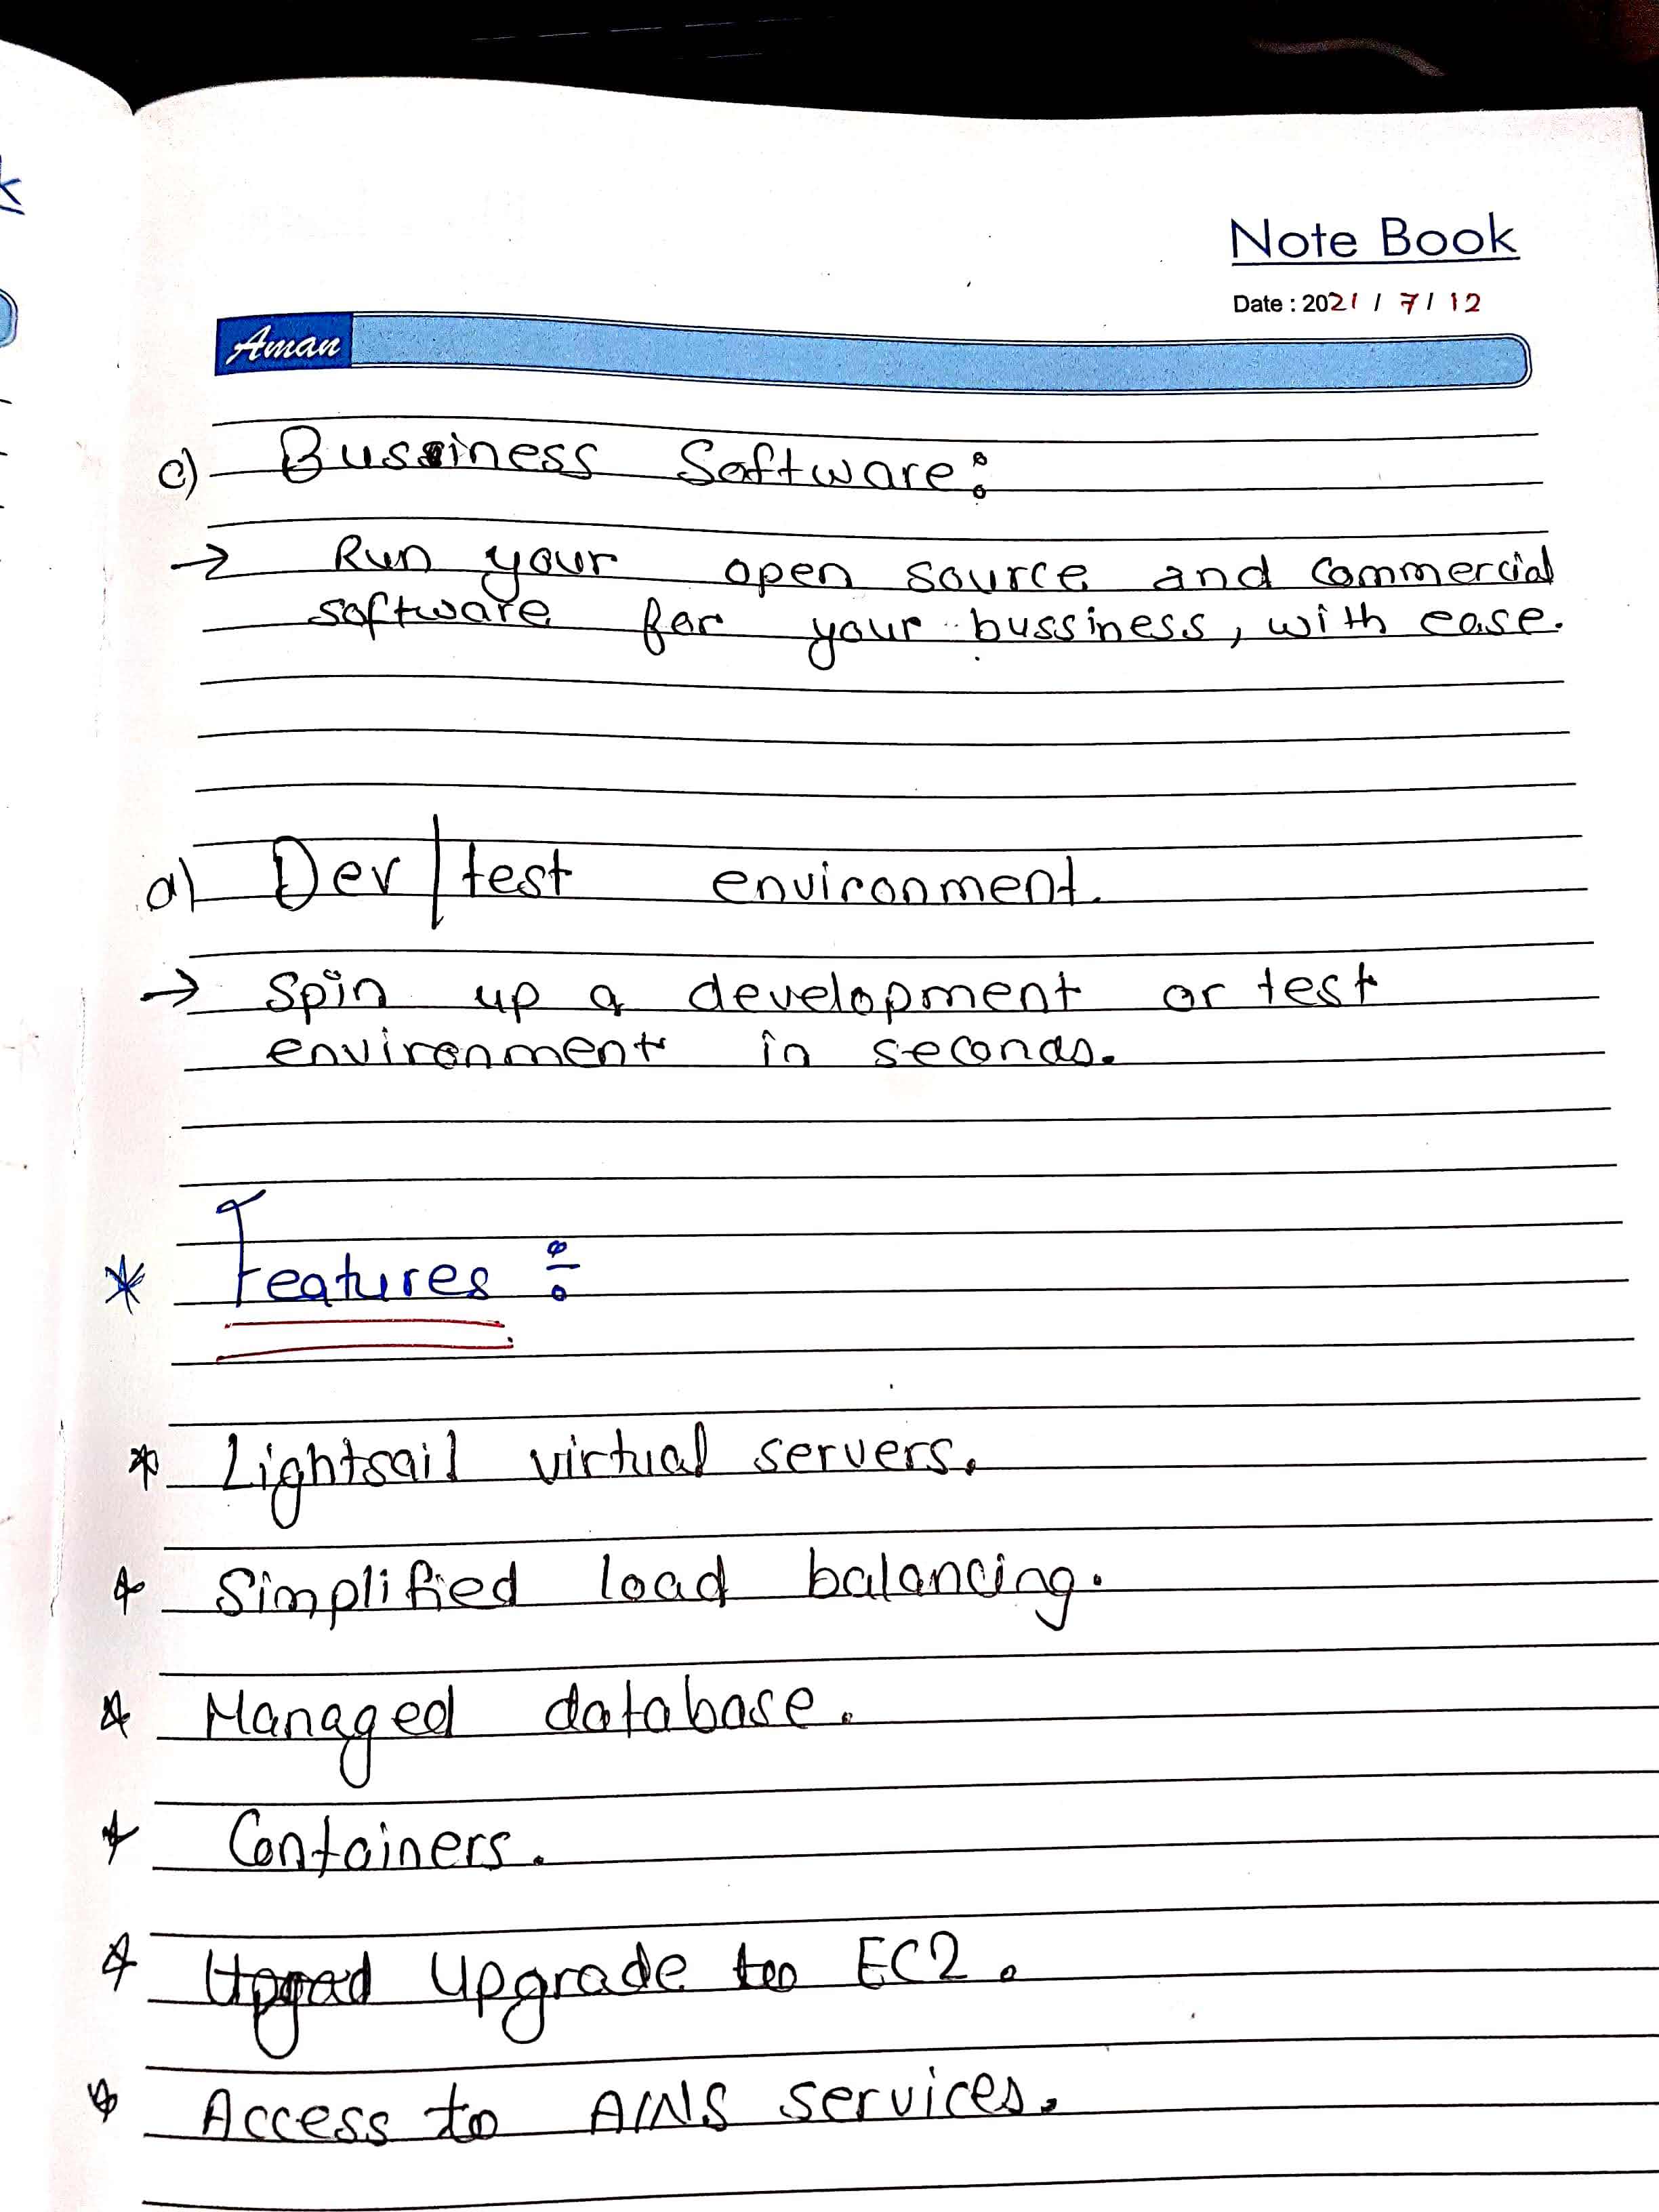 Note Book
Date : 2021 / 7 / 12
Aman
c) Bussiness Software:
→ Run your open source and commercial
software for your bussiness, with ease.
d) Dev/test environment.
→ Spin up a development or test
environment in seconds.
* Features :
* Lightsail virtual servers.
* Simplified load balancing.
* Managed database.
* Containers.
* Upgrade to EC2.
* Access to AWS services.